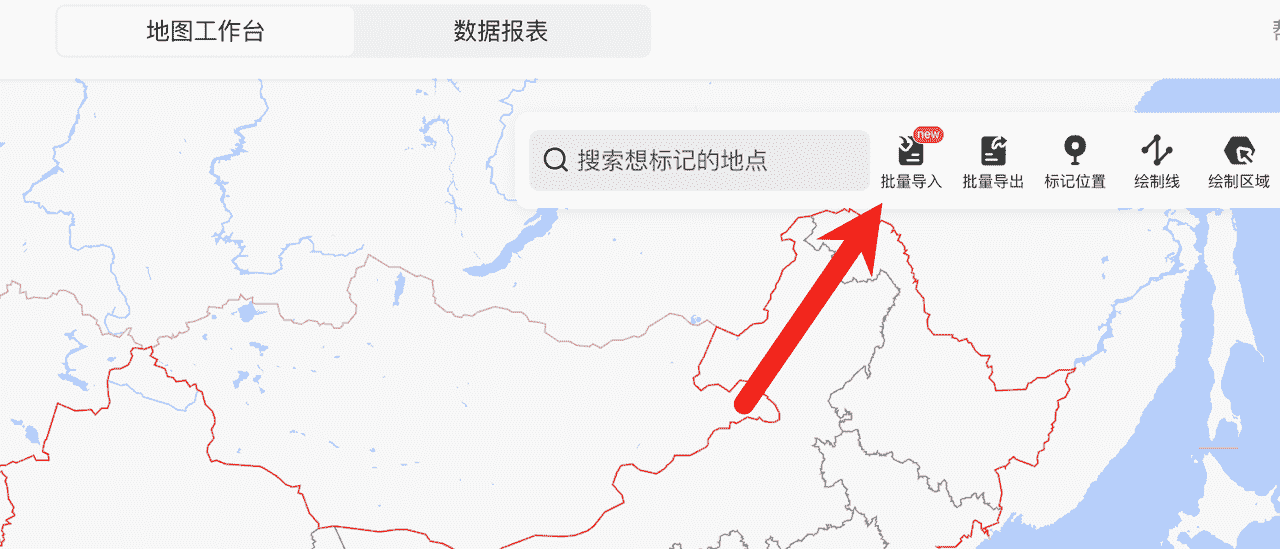 地图工作台
数据报表
搜索想标记的地点
new
批量导入
批量导出
标记位置
绘制线
绘制区域